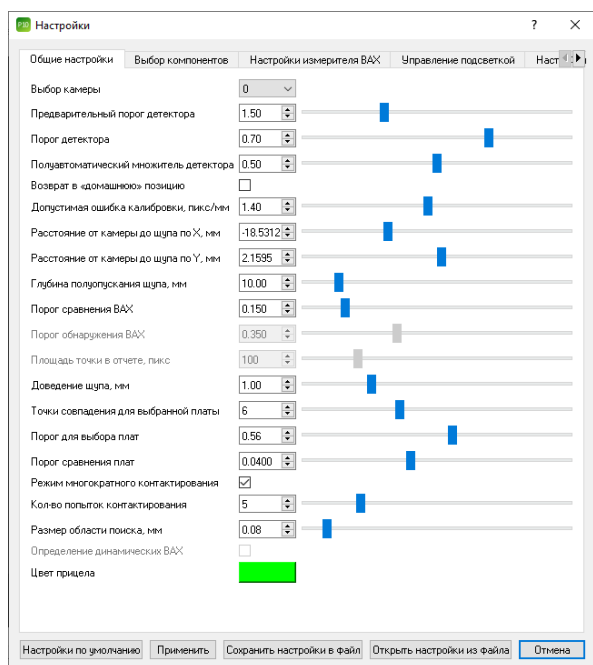 P10 Настройки ?
Общие настройки Выбор компонентов Настройки измерителя ВАХ Управление подсветкой Наст
Выбор камеры 0
Предварительный порог детектора 1.50
Порог детектора 0.70
Полуавтоматический множитель детектора 0.50
Возврат в «домашнюю» позицию
Допустимая ошибка калибровки, пикс/мм 1.40
Расстояние от камеры до щупа по X, мм -18.5312
Расстояние от камеры до щупа по Y, мм 2.1595
Глубина полуопускания щупа, мм 10.00
Порог сравнения ВАХ 0.150
Порог обнаружения ВАХ 0.350
Площадь точки в отчете, пикс 100
Доведение щупа, мм 1.00
Точки совпадения для выбранной платы 6
Порог для выбора плат 0.56
Порог сравнения плат 0.0400
Режим многократного контактирования
Кол-во попыток контактирования 5
Размер области поиска, мм 0.08
Определение динамических ВАХ
Цвет прицела
Настройки по умолчанию Применить Сохранить настройки в файл Открыть настройки из файла Отмена